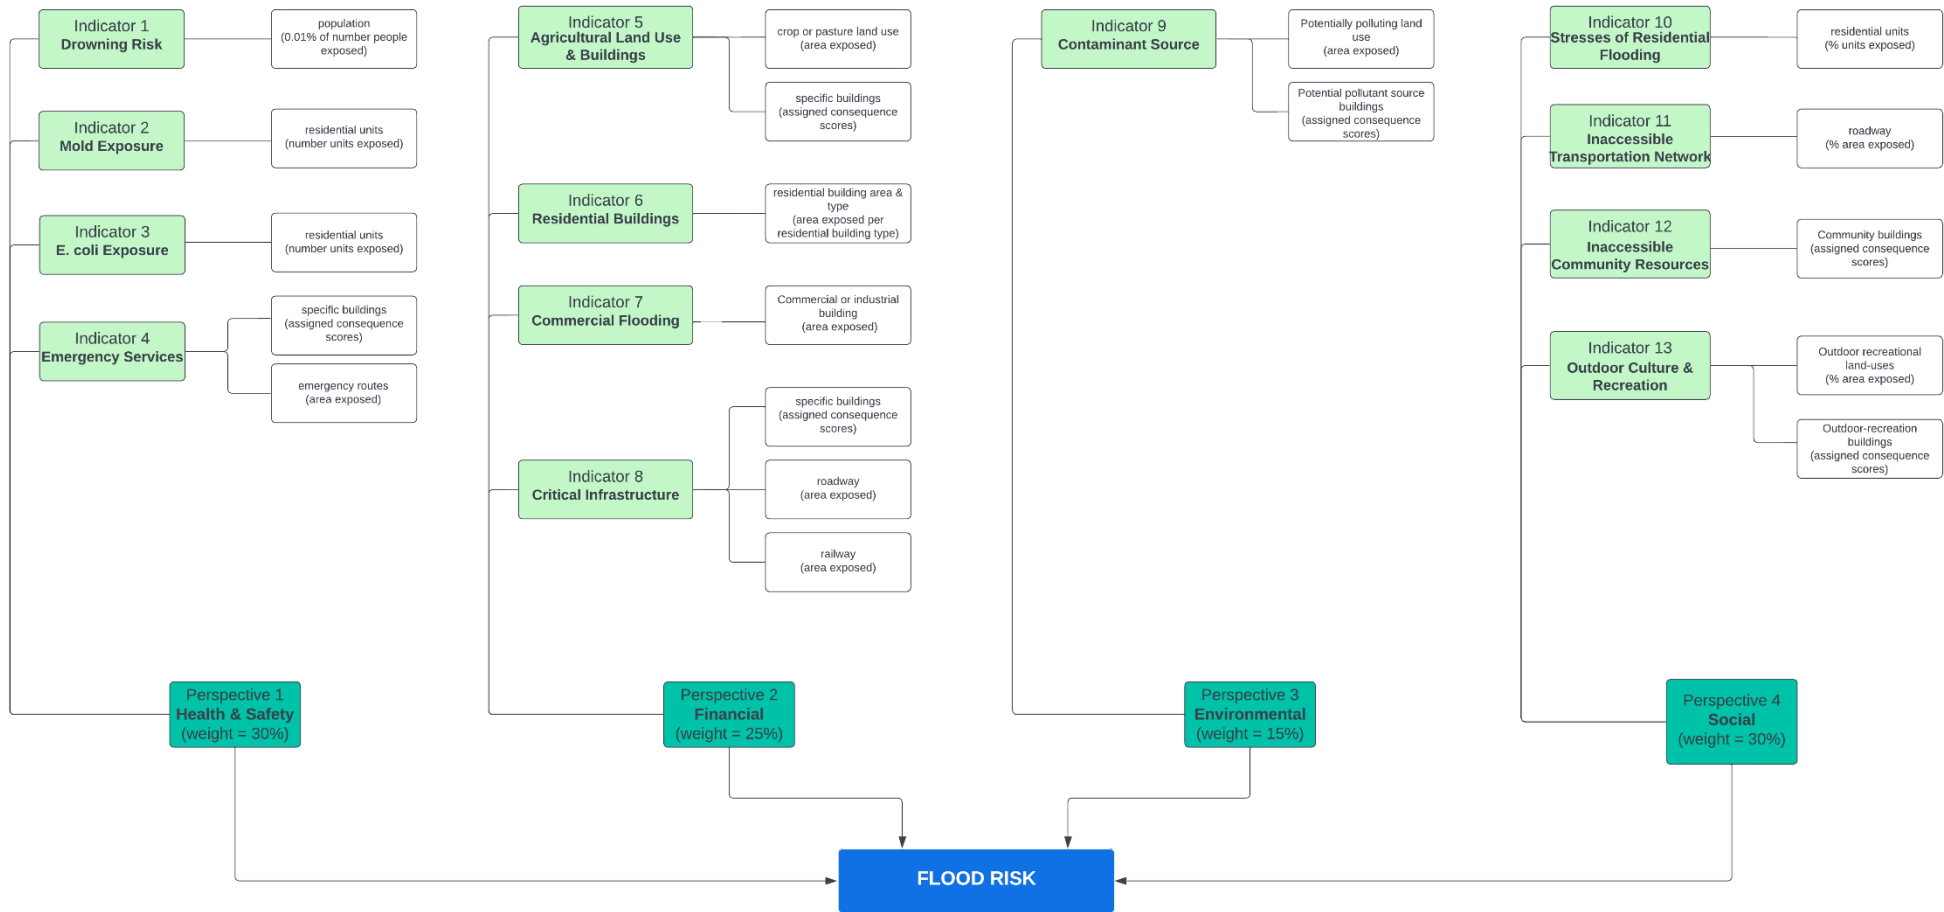 Indicator 1
Drowning Risk
population
(0.01% of number people
exposed)
Indicator 2
Mold Exposure
residential units
(number units exposed)
Indicator 3
E. coli Exposure
residential units
(number units exposed)
Indicator 4
Emergency Services
specific buildings
(assigned consequence
scores)
emergency routes
(area exposed)
Perspective 1
Health & Safety
(weight = 30%)
Indicator 5
Agricultural Land Use
& Buildings
crop or pasture land use
(area exposed)
specific buildings
(assigned consequence
scores)
Indicator 6
Residential Buildings
residential building area &
type
(area exposed per
residential building type)
Indicator 7
Commercial Flooding
Commercial or industrial
building
(area exposed)
Indicator 8
Critical Infrastructure
specific buildings
(assigned consequence
scores)
roadway
(area exposed)
railway
(area exposed)
Perspective 2
Financial
(weight = 25%)
Indicator 9
Contaminant Source
Potentially polluting land
use
(area exposed)
Potential pollutant source
buildings
(assigned consequence
scores)
Perspective 3
Environmental
(weight = 15%)
Indicator 10
Stresses of Residential
Flooding
residential units
(% units exposed)
Indicator 11
Inaccessible
Transportation Network
roadway
(% area exposed)
Indicator 12
Inaccessible
Community Resources
Community buildings
(assigned consequence
scores)
Indicator 13
Outdoor Culture &
Recreation
Outdoor recreational
land-uses
(% area exposed)
Outdoor-recreation
buildings
(assigned consequence
scores)
Perspective 4
Social
(weight = 30%)
FLOOD RISK